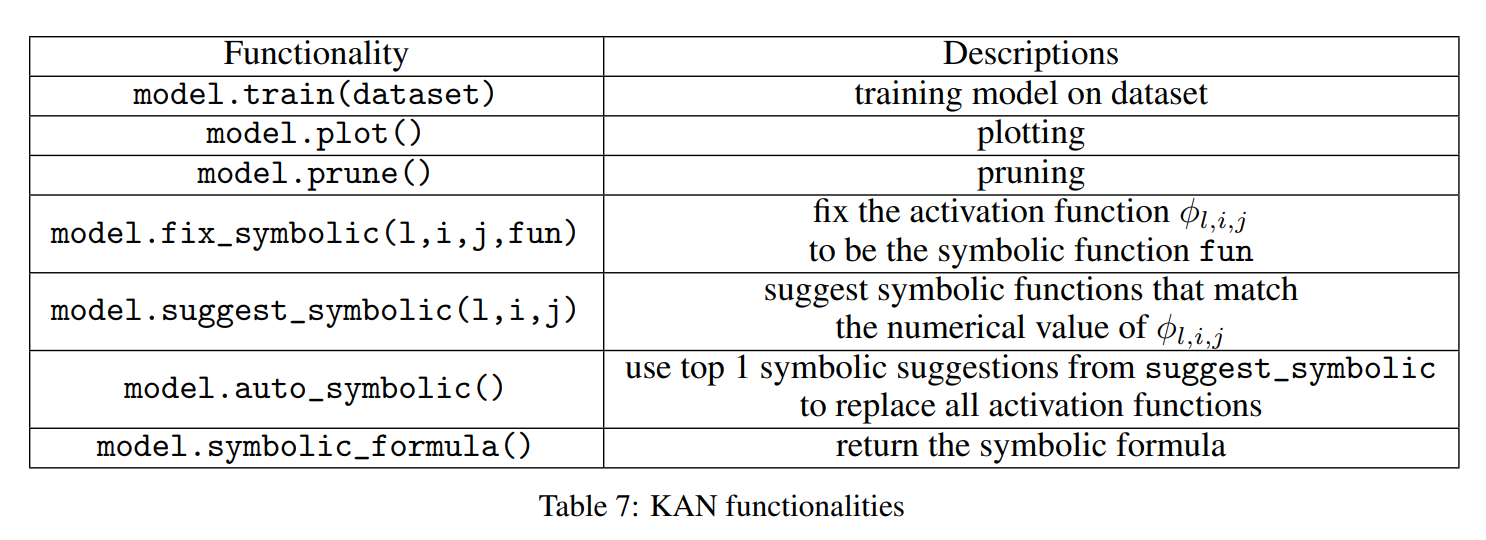 Functionality Descriptions
model.train(dataset) training model on dataset
model.plot() plotting
model.prune() pruning
model.fix_symbolic(l,i,j,fun) fix the activation function ϕl,i,j
to be the symbolic function fun
model.suggest_symbolic(l,i,j) suggest symbolic functions that match
the numerical value of ϕl,i,j
model.auto_symbolic() use top 1 symbolic suggestions from suggest_symbolic
to replace all activation functions
model.symbolic_formula() return the symbolic formula
Table 7: KAN functionalities